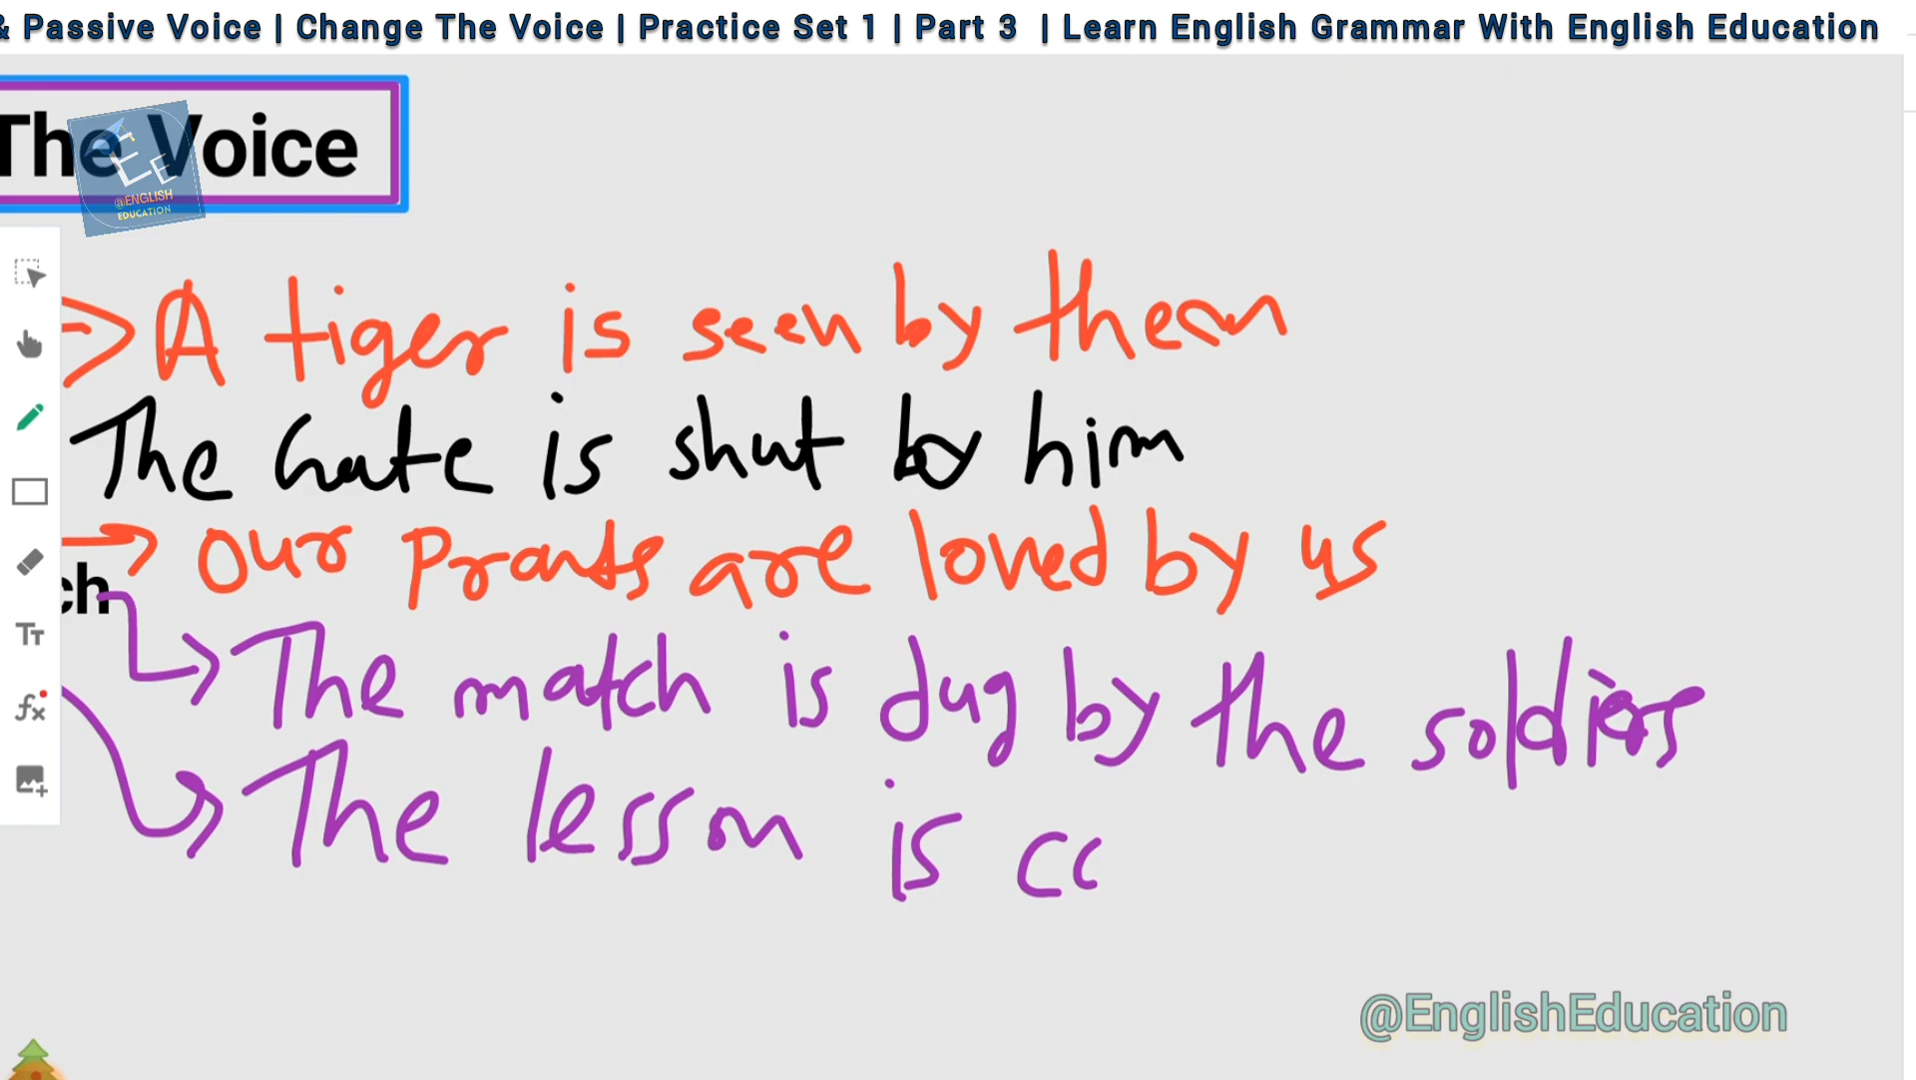 & Passive Voice | Change The Voice | Practice Set 1 | Part 3 | Learn English Grammar With English Education
The Voice
@ENGLISH
EDUCATION
A tiger is seen by them
The Gate is shut by him
Our Prants are loved by us
ch
The match is dug by the soldiers
The lesson is co
@EnglishEducation